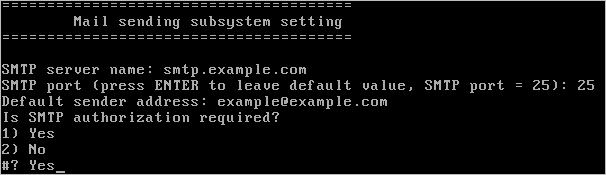 ========================================
Mail sending subsystem setting
========================================
SMTP server name: smtp.example.com
SMTP port (press ENTER to leave default value, SMTP port = 25): 25
Default sender address: example@example.com
Is SMTP authorization required?
1) Yes
2) No
#? Yes_